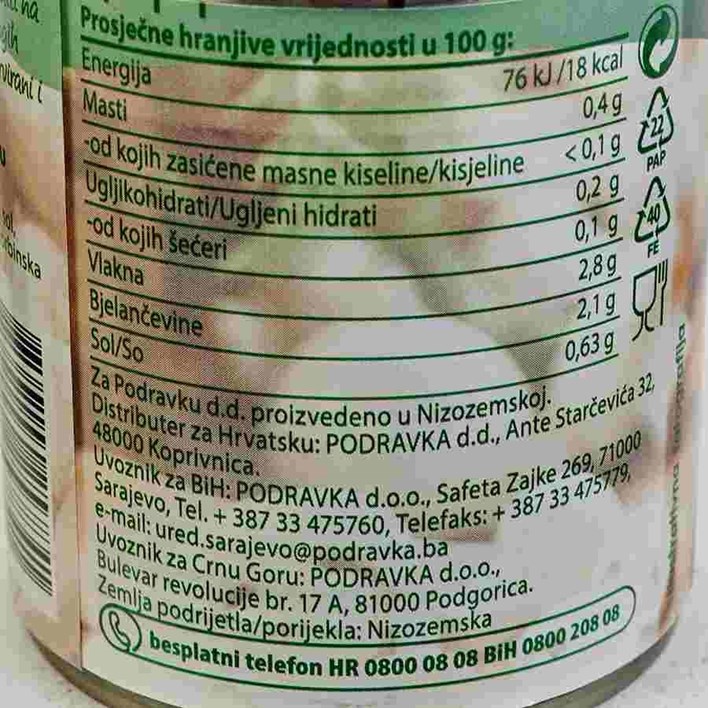 na
Prosječne hranjive vrijednosti u 100 g:
Energija 76 kJ/18 kcal
Masti 0,4 g
-od kojih zasićene masne kiseline/kisjeline <0,1 g
Ugljikohidrati/Ugljeni hidrati 0,2 g
-od kojih šećeri 0,1 g
Vlakna 2,8 g
Bjelančevine 2,1 g
Sol/So 0,63 g
22
PAP
40
FE
Za Podravku d.d. proizvedeno u Nizozemskoj.
Distributer za Hrvatsku: PODRAVKA d.d., Ante Starčevića 32,
48000 Koprivnica.
Uvoznik za BiH: PODRAVKA d.o.o., Safeta Zajke 269, 71000
Sarajevo, Tel. + 387 33 475760, Telefaks: + 387 33 475779,
e-mail: ured.sarajevo@podravka.ba
Uvoznik za Crnu Goru: PODRAVKA d.o.o.,
Bulevar revolucije br. 17 A, 81000 Podgorica.
Zemlja podrijetla/porijekla: Nizozemska
besplatni telefon HR 0800 08 08 BiH 0800 208 08